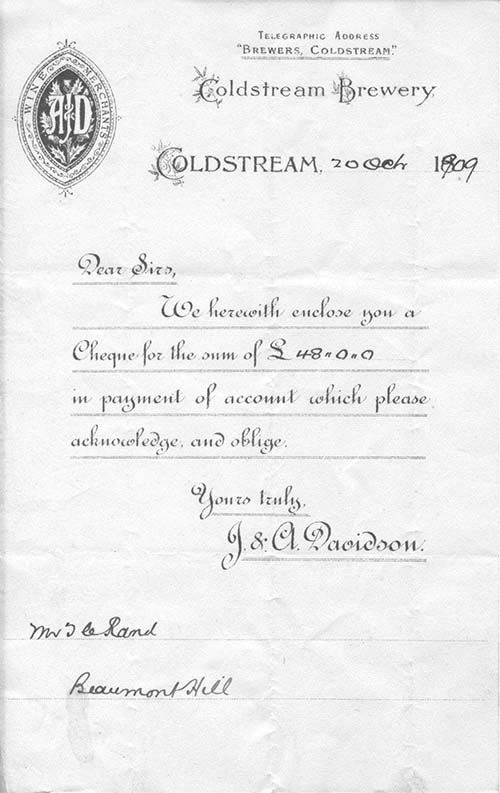 TELEGRAPHIC ADDRESS
"BREWERS, COLDSTREAM."
WINE MERCHANTS
A D
Coldstream Brewery.
COLDSTREAM, 20 Oct 1909
Dear Sirs,
We herewith enclose you a
Cheque for the sum of £ 48"0"0
in payment of account which please
acknowledge, and oblige.
Yours truly,
J. & A. Davidson.
Mr Rand
Beaumont Hill